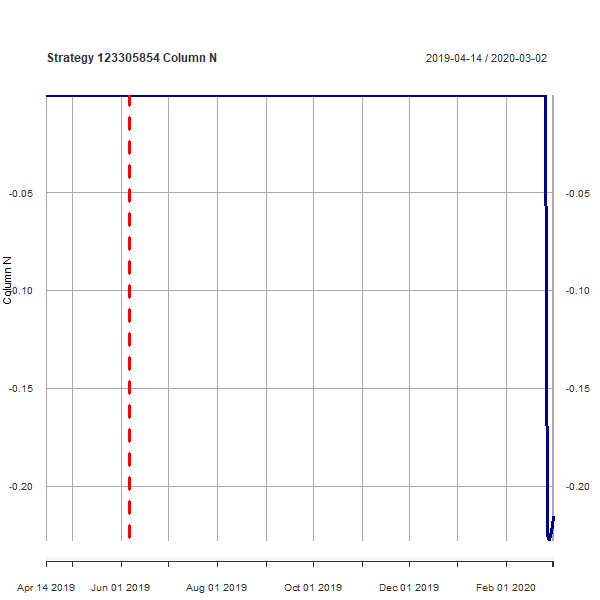 Strategy 123305854 Column N
2019-04-14 / 2020-03-02
-0.05
-0.05
Column N
-0.10
-0.10
-0.15
-0.15
-0.20
-0.20
Apr 14 2019
Jun 01 2019
Aug 01 2019
Oct 01 2019
Dec 01 2019
Feb 01 2020